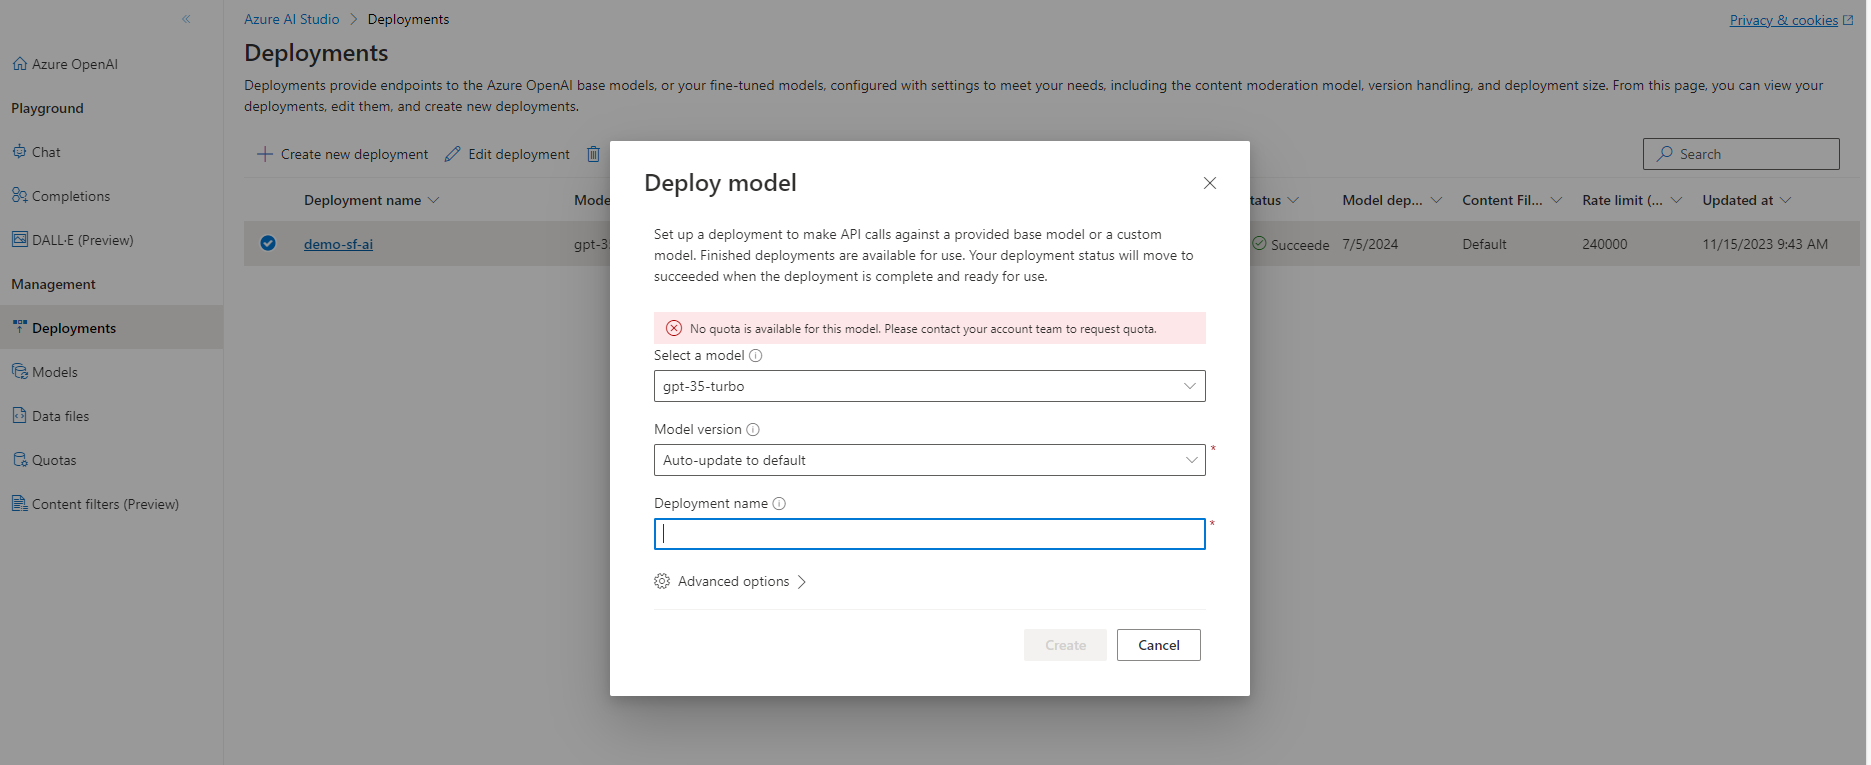 Azure AI Studio > Deployments
Privacy & cookies
Deployments
Deployments provide endpoints to the Azure OpenAI base models, or your fine-tuned models, configured with settings to meet your needs, including the content moderation model, version handling, and deployment size. From this page, you can view your
deployments, edit them, and create new deployments.
Azure OpenAI
Playground
Chat
Completions
DALL·E (Preview)
Management
Deployments
Models
Data files
Quotas
Content filters (Preview)
Create new deployment Edit deployment
Search
Deployment name Mode tatus Model dep... Content Fil... Rate limit (... Updated at
demo-sf-ai gpt-3 Succeede 7/5/2024 Default 240000 11/15/2023 9:43 AM
Deploy model
Set up a deployment to make API calls against a provided base model or a custom
model. Finished deployments are available for use. Your deployment status will move to
succeeded when the deployment is complete and ready for use.
No quota is available for this model. Please contact your account team to request quota.
Select a model
gpt-35-turbo
Model version
Auto-update to default *
Deployment name
*
Advanced options
Create Cancel